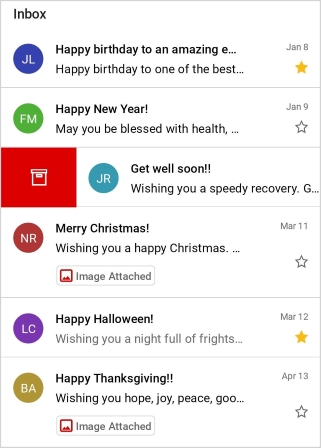 Inbox
Happy birthday to an amazing e...
Jan 8
JL
Happy birthday to one of the best...
Happy New Year!
Jan 9
FM
May you be blessed with health, ...
Get well soon!!
JR
Wishing you a speedy recovery. G...
Merry Christmas!
Mar 11
NR
Wishing you a happy Christmas. ...
Image Attached
Happy Halloween!
Mar 12
LC
Wishing you a night full of frights...
Happy Thanksgiving!!
Apr 13
BA
Wishing you hope, joy, peace, goo...
Image Attached